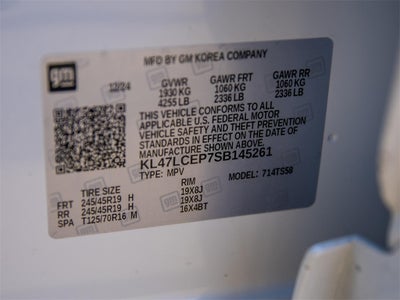 gm
MFD BY GM KOREA COMPANY
12/24 GVWR GAWR FRT GAWR RR
1930 KG 1060 KG 1060 KG
4255 LB 2336 LB 2336 LB
THIS VEHICLE CONFORMS TO ALL
APPLICABLE U.S. FEDERAL MOTOR
VEHICLE SAFETY AND THEFT PREVENTION
STANDARDS IN EFFECT ON THE DATE OF
MANUFACTURE SHOWN ABOVE.
KL47LCEP7SB145261
TYPE: MPV 714TS58
TIRE SIZE RIM
FRT 245/45R19 H 19X8J
RR 245/45R19 H 19X8J
SPA T125/70R16 M 16X4BT